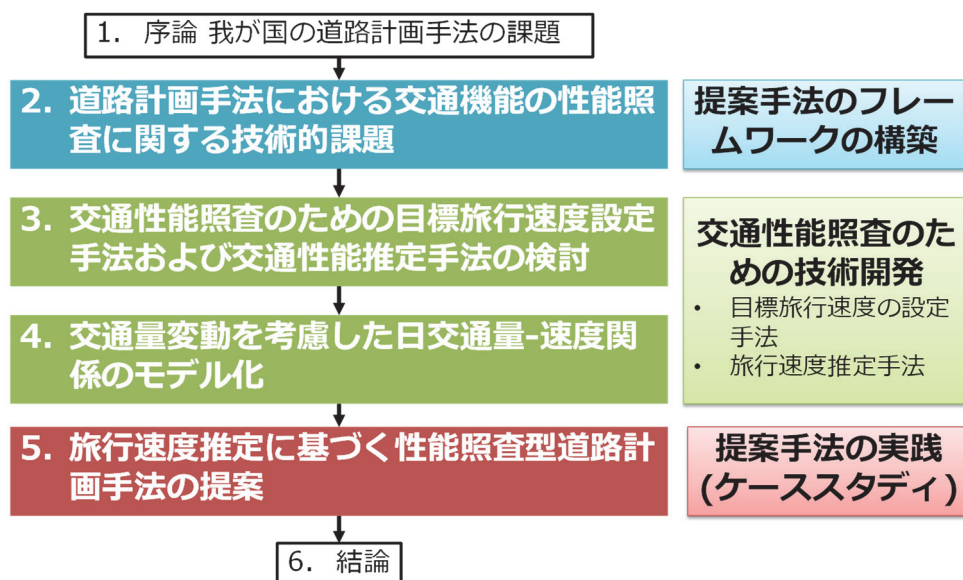 1. 序論 我が国の道路計画手法の課題
2. 道路計画手法における交通機能の性能照
査に関する技術的課題
提案手法のフレー
ムワークの構築
3. 交通性能照査のための目標旅行速度設定
手法および交通性能推定手法の検討
4. 交通量変動を考慮した日交通量-速度関
係のモデル化
交通性能照査のた
めの技術開発
• 目標旅行速度の設定
手法
• 旅行速度推定手法
5. 旅行速度推定に基づく性能照査型道路計
画手法の提案
提案手法の実践
(ケーススタディ)
6. 結論